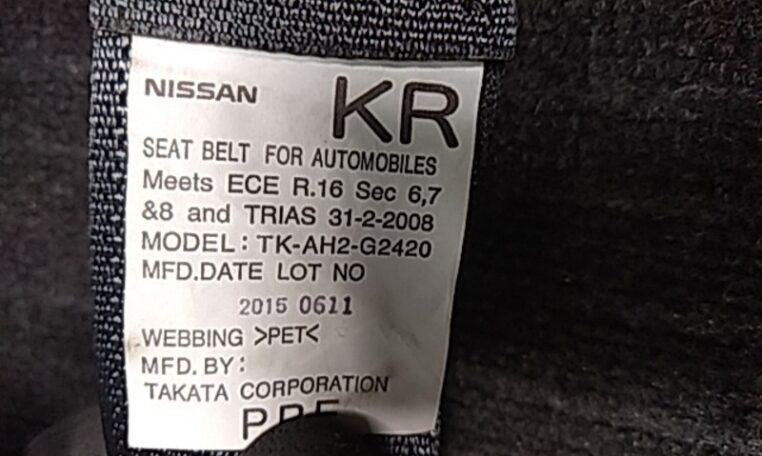 NISSAN KR
SEAT BELT FOR AUTOMOBILES
Meets ECE R.16 Sec 6,7
&8 and TRIAS 31-2-2008
MODEL: TK-AH2-G2420
MFD.DATE LOT NO
2015 0611
WEBBING >PET<
MFD. BY:
TAKATA CORPORATION